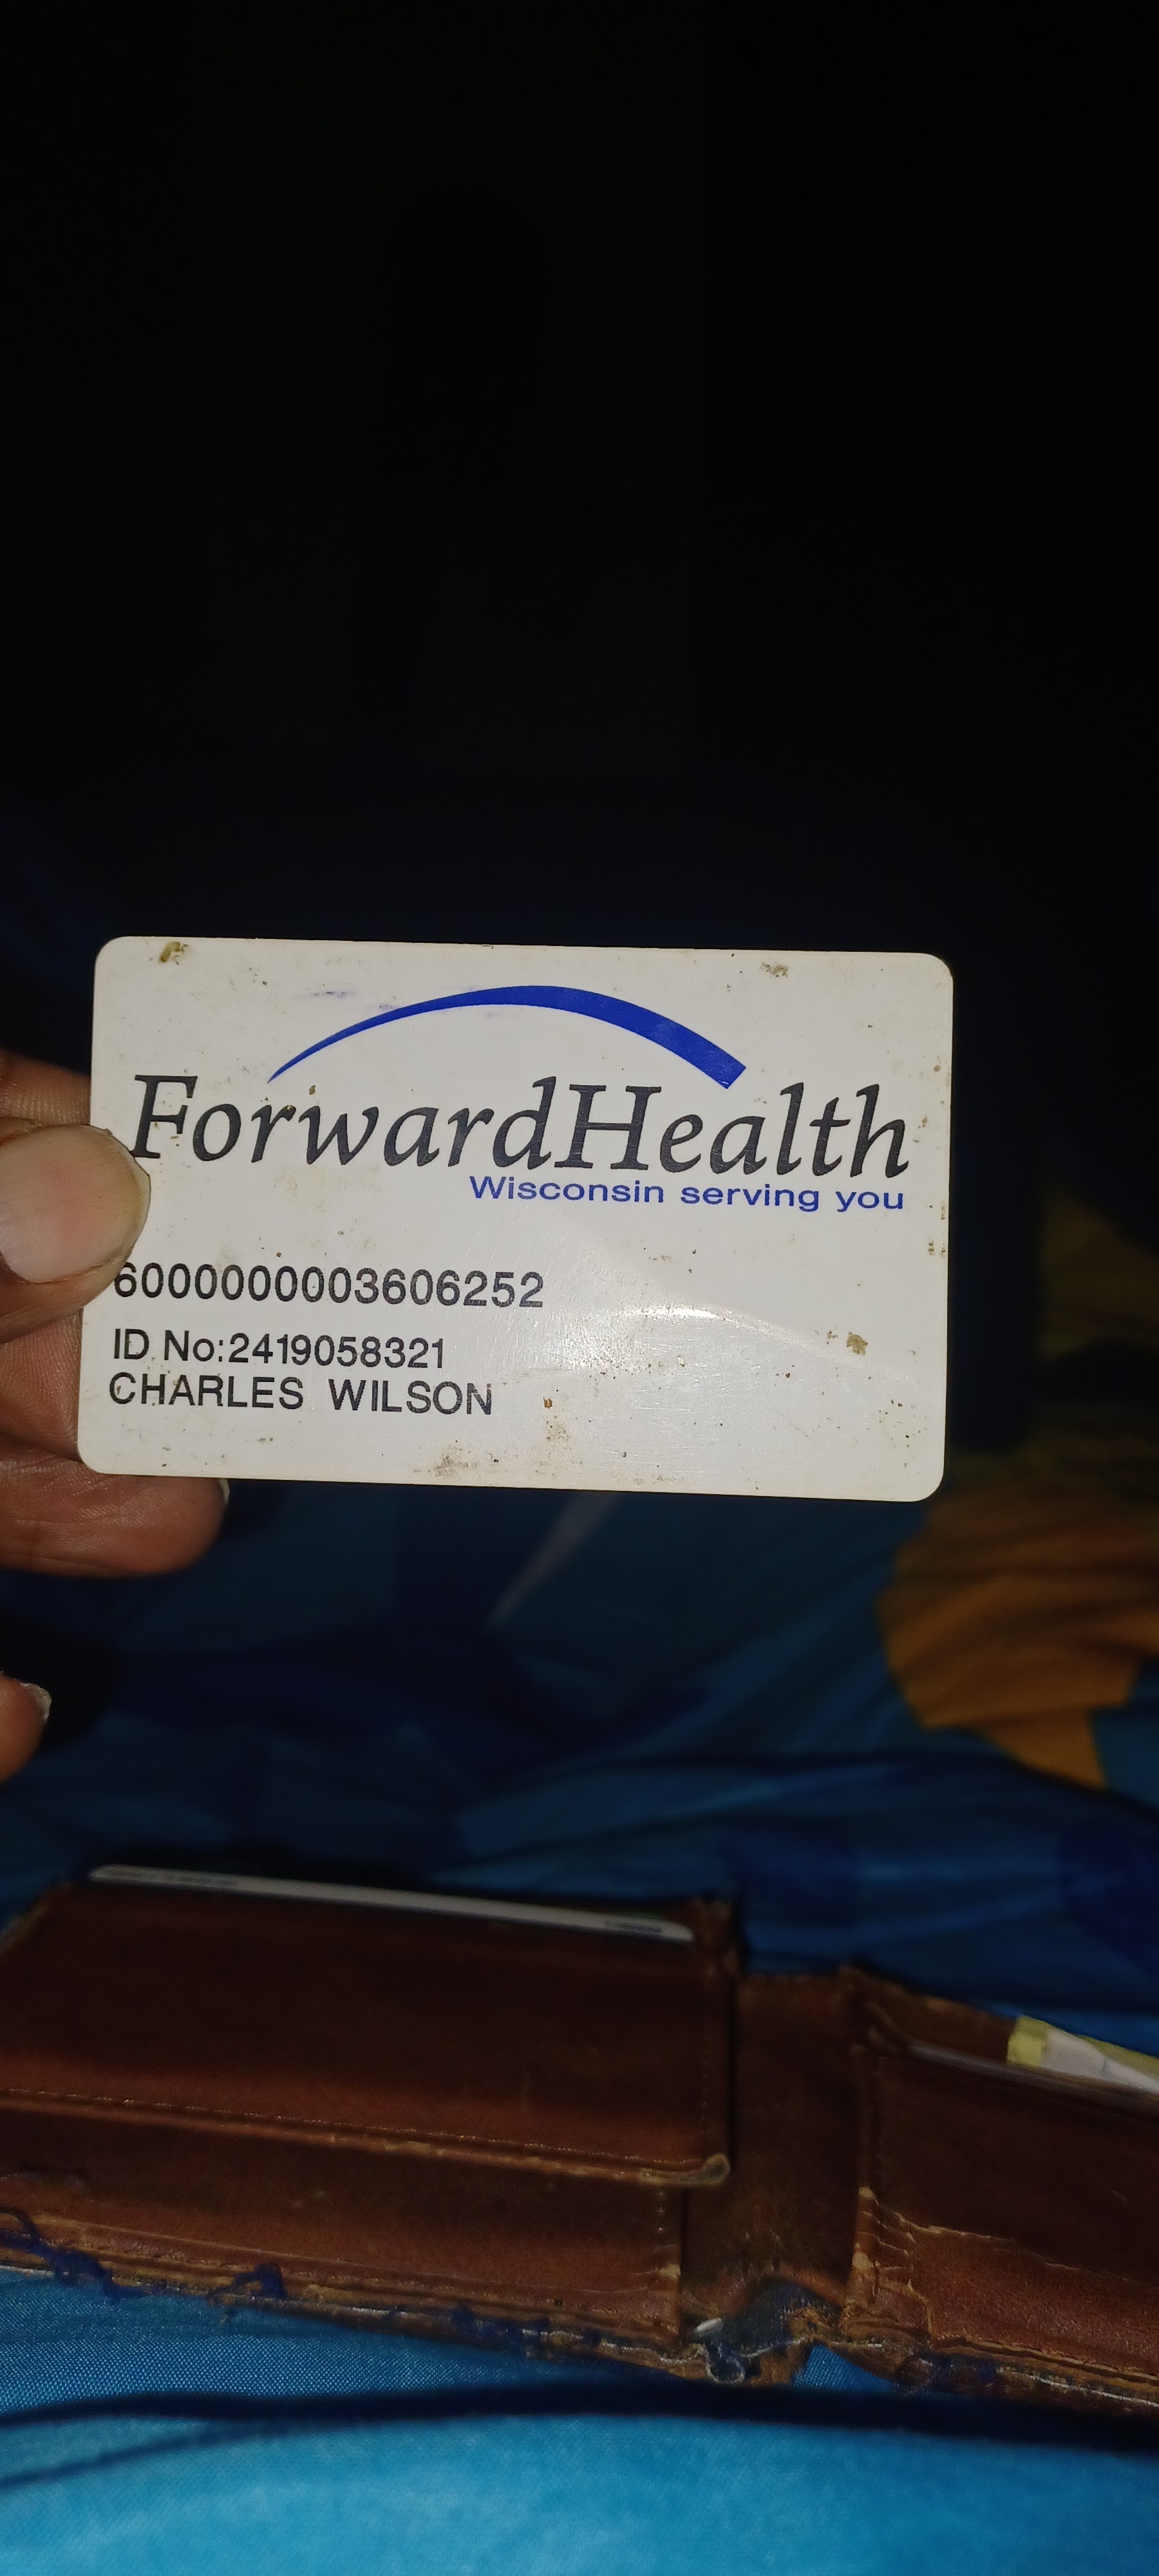 ForwardHealth
Wisconsin serving you
6000000003606252
ID No:2419058321
CHARLES WILSON